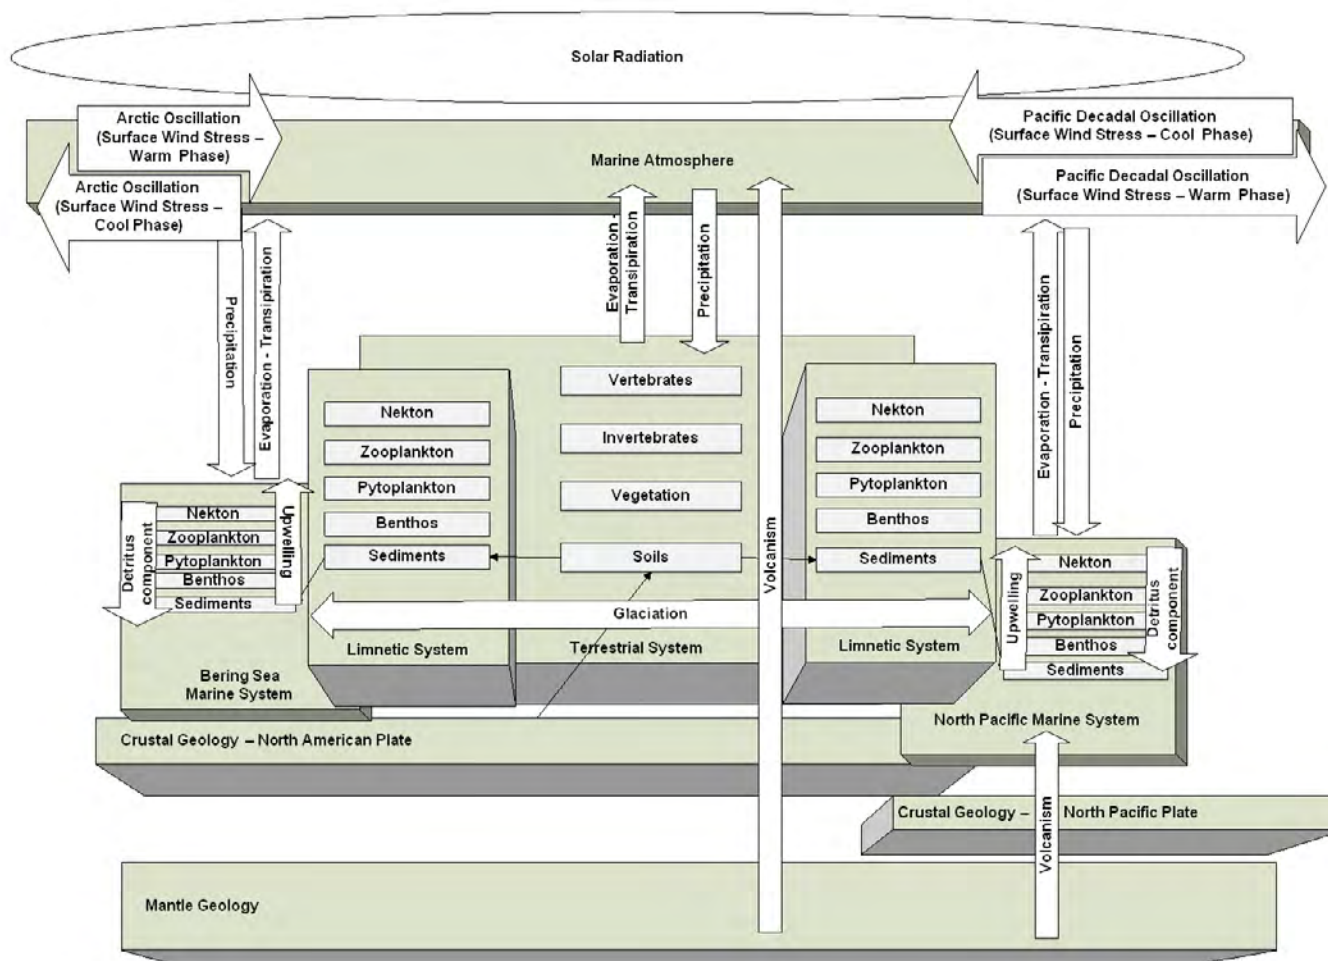 Solar Radiation
Arctic Oscillation
(Surface Wind Stress –
Warm Phase)
Pacific Decadal Oscillation
(Surface Wind Stress – Cool Phase)
Marine Atmosphere
Arctic Oscillation
(Surface Wind Stress –
Cool Phase)
Pacific Decadal Oscillation
(Surface Wind Stress – Warm Phase)
Precipitation
Evaporation - Transipiration
Evaporation -
Transipiration
Precipitation
Evaporation - Transipiration
Precipitation
Vertebrates
Invertebrates
Vegetation
Soils
Nekton
Zooplankton
Pytoplankton
Benthos
Sediments
Nekton
Zooplankton
Pytoplankton
Benthos
Sediments
Detritus
component
Nekton
Zooplankton
Pytoplankton
Benthos
Sediments
Upwelling
Volcanism
Upwelling
Nekton
Zooplankton
Pytoplankton
Benthos
Sediments
Detritus
component
Glaciation
Limnetic System
Terrestrial System
Limnetic System
Bering Sea
Marine System
North Pacific Marine System
Crustal Geology – North American Plate
Crustal Geology – North Pacific Plate
Volcanism
Mantle Geology